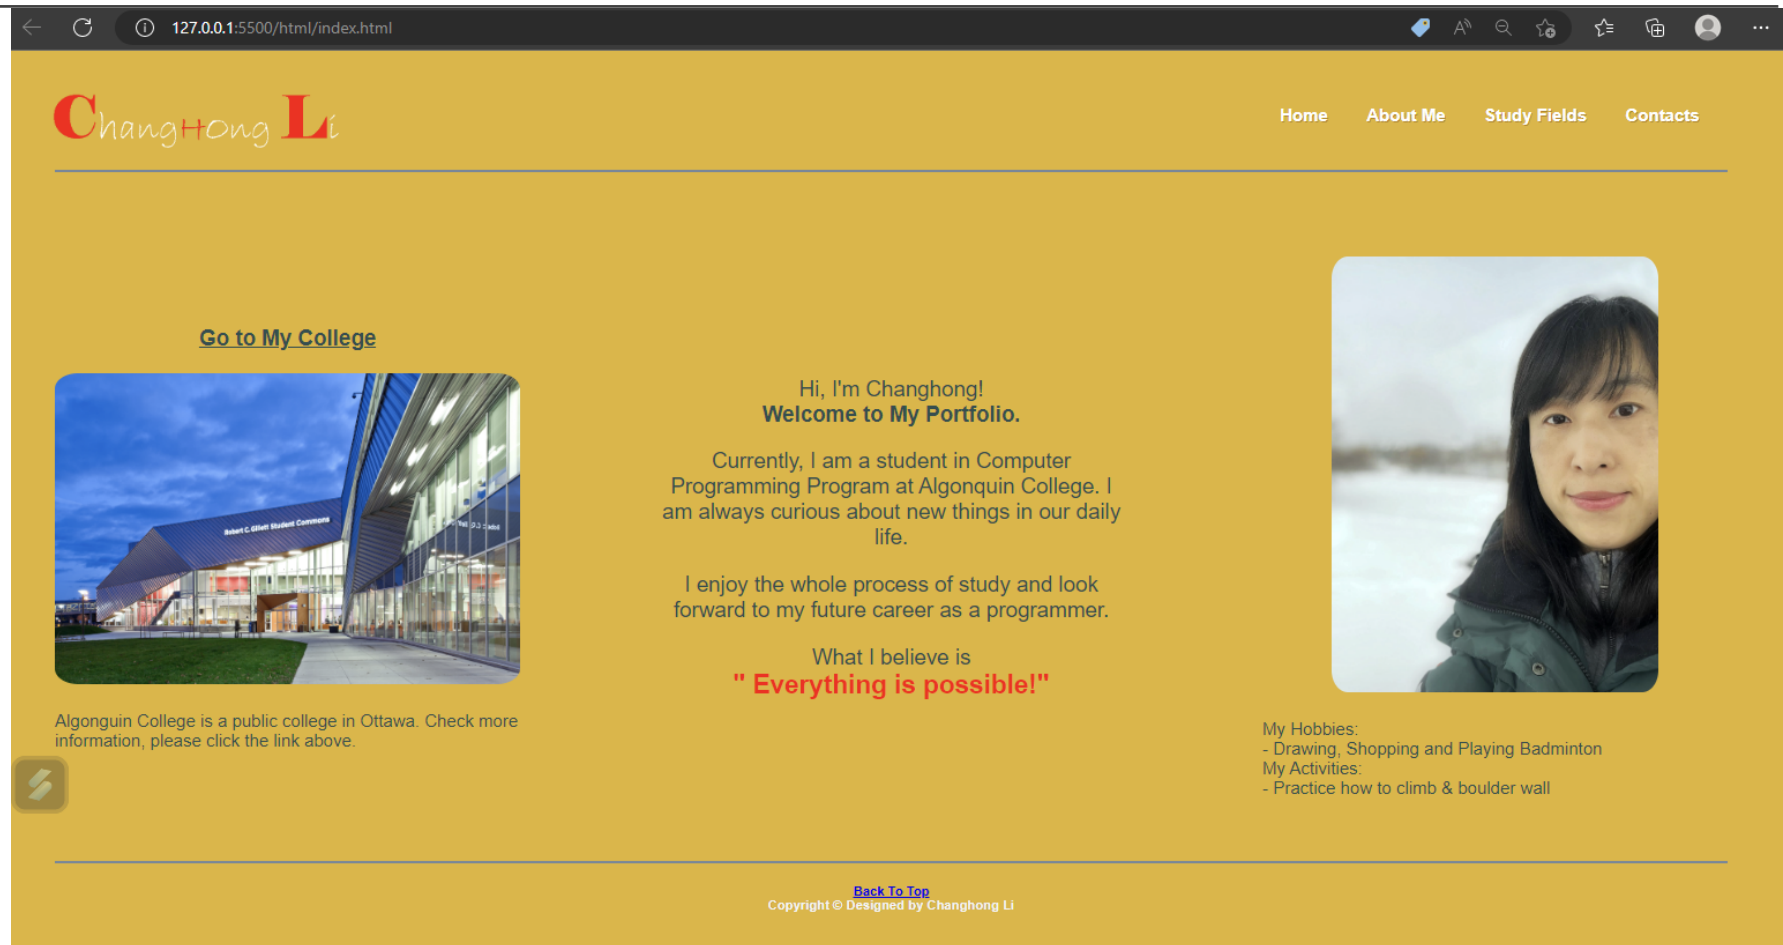 127.0.0.1:5500/html/index.html
ChangHong Li
Home About Me Study Fields Contacts
Go to My College
Robert C. Gillett Student Commons
Algonguin College is a public college in Ottawa. Check more
information, please click the link above.
Hi, I'm Changhong!
Welcome to My Portfolio.
Currently, I am a student in Computer
Programming Program at Algonquin College. I
am always curious about new things in our daily
life.
I enjoy the whole process of study and look
forward to my future career as a programmer.
What I believe is
" Everything is possible!"
My Hobbies:
- Drawing, Shopping and Playing Badminton
My Activities:
- Practice how to climb & boulder wall
Back To Top
Copyright © Designed by Changhong Li